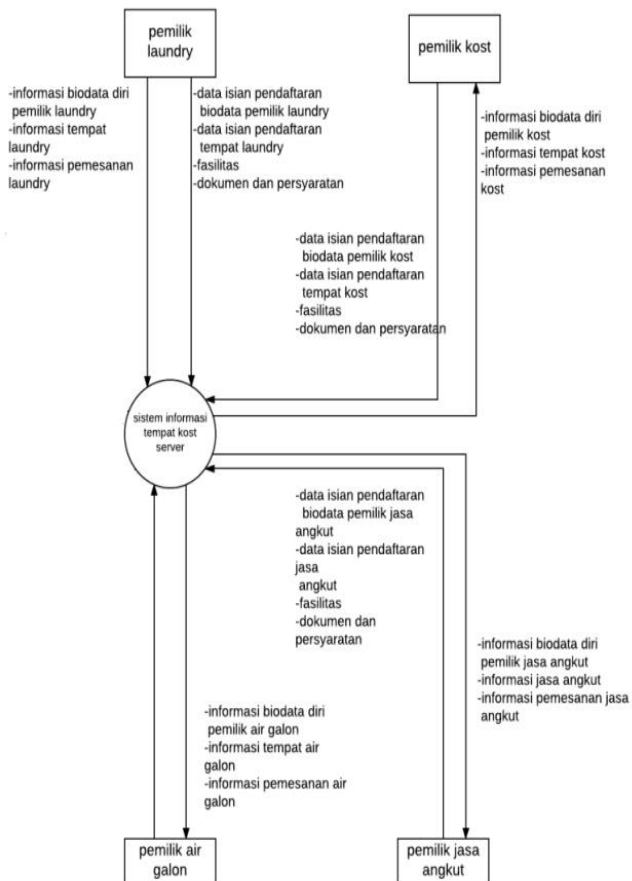 pemilik
laundry
pemilik kost
-informasi biodata diri
pemilik laundry
-informasi tempat
laundry
-informasi pemesanan
laundry
-data isian pendaftaran
biodata pemilik laundry
-data isian pendaftaran
tempat laundry
-fasilitas
-dokumen dan persyaratan
-informasi biodata diri
pemilik kost
-informasi tempat kost
-informasi pemesanan
kost
-data isian pendaftaran
biodata pemilik kost
-data isian pendaftaran
tempat kost
-fasilitas
-dokumen dan persyaratan
sistem informasi
tempat kost
server
-data isian pendaftaran
biodata pemilik jasa
angkut
-data isian pendaftaran
jasa
angkut
-fasilitas
-dokumen dan
persyaratan
-informasi biodata diri
pemilik jasa angkut
-informasi jasa angkut
-informasi pemesanan jasa
angkut
-informasi biodata diri
pemilik air galon
-informasi tempat air
galon
-informasi pemesanan air
galon
pemilik air
galon
pemilik jasa
angkut